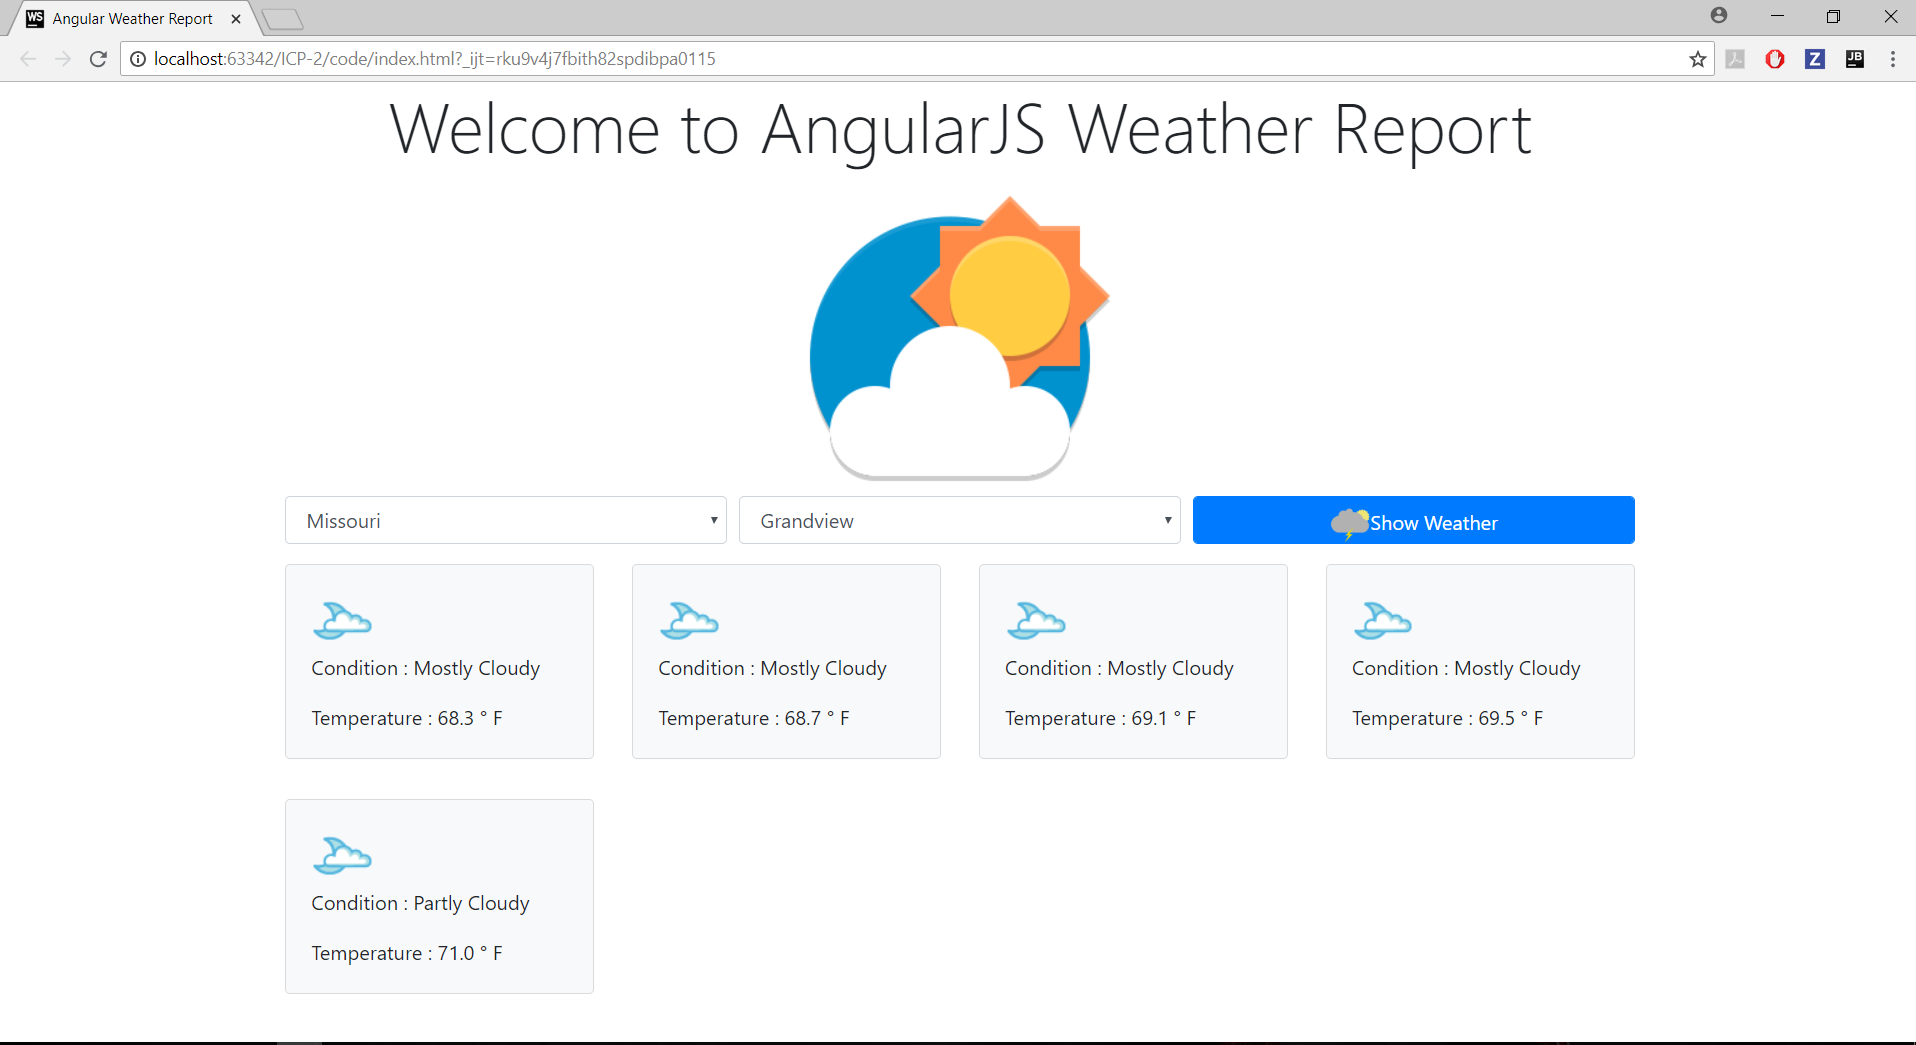 WS Angular Weather Report
localhost:63342/ICP-2/code/index.html?_ijt=rku9v4j7fbith82spdibpa0115
Z JB
Welcome to AngularJS Weather Report
Missouri Grandview Show Weather
Condition : Mostly Cloudy
Temperature : 68.3 ° F
Condition : Mostly Cloudy
Temperature : 68.7 ° F
Condition : Mostly Cloudy
Temperature : 69.1 ° F
Condition : Mostly Cloudy
Temperature : 69.5 ° F
Condition : Partly Cloudy
Temperature : 71.0 ° F